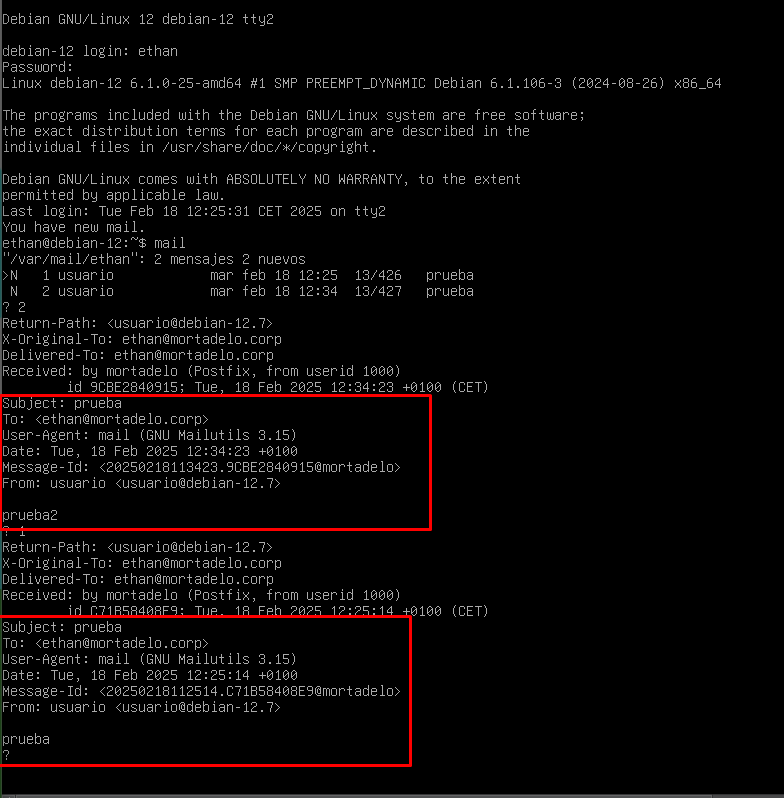 Debian GNU/Linux 12 debian-12 tty2
debian-12 login: ethan
Password:
Linux debian-12 6.1.0-25-amd64 #1 SMP PREEMPT_DYNAMIC Debian 6.1.106-3 (2024-08-26) x86_64
The programs included with the Debian GNU/Linux system are free software;
the exact distribution terms for each program are described in the
individual files in /usr/share/doc/*/copyright.
Debian GNU/Linux comes with ABSOLUTELY NO WARRANTY, to the extent
permitted by applicable law.
Last login: Tue Feb 18 12:25:31 CET 2025 on tty2
You have new mail.
ethan@debian-12:~$ mail
"/var/mail/ethan": 2 mensajes 2 nuevos
>N   1 usuario            mar feb 18 12:25  13/426   prueba
 N   2 usuario            mar feb 18 12:34  13/427   prueba
? 2
Return-Path: <usuario@debian-12.7>
X-Original-To: ethan@mortadelo.corp
Delivered-To: ethan@mortadelo.corp
Received: by mortadelo (Postfix, from userid 1000)
        id 9CBE2840915; Tue, 18 Feb 2025 12:34:23 +0100 (CET)
Subject: prueba
To: <ethan@mortadelo.corp>
User-Agent: mail (GNU Mailutils 3.15)
Date: Tue, 18 Feb 2025 12:34:23 +0100
Message-Id: <20250218113423.9CBE2840915@mortadelo>
From: usuario <usuario@debian-12.7>
prueba2
? 1
Return-Path: <usuario@debian-12.7>
X-Original-To: ethan@mortadelo.corp
Delivered-To: ethan@mortadelo.corp
Received: by mortadelo (Postfix, from userid 1000)
        id C71B58408E9; Tue, 18 Feb 2025 12:25:14 +0100 (CET)
Subject: prueba
To: <ethan@mortadelo.corp>
User-Agent: mail (GNU Mailutils 3.15)
Date: Tue, 18 Feb 2025 12:25:14 +0100
Message-Id: <20250218112514.C71B58408E9@mortadelo>
From: usuario <usuario@debian-12.7>
prueba
?